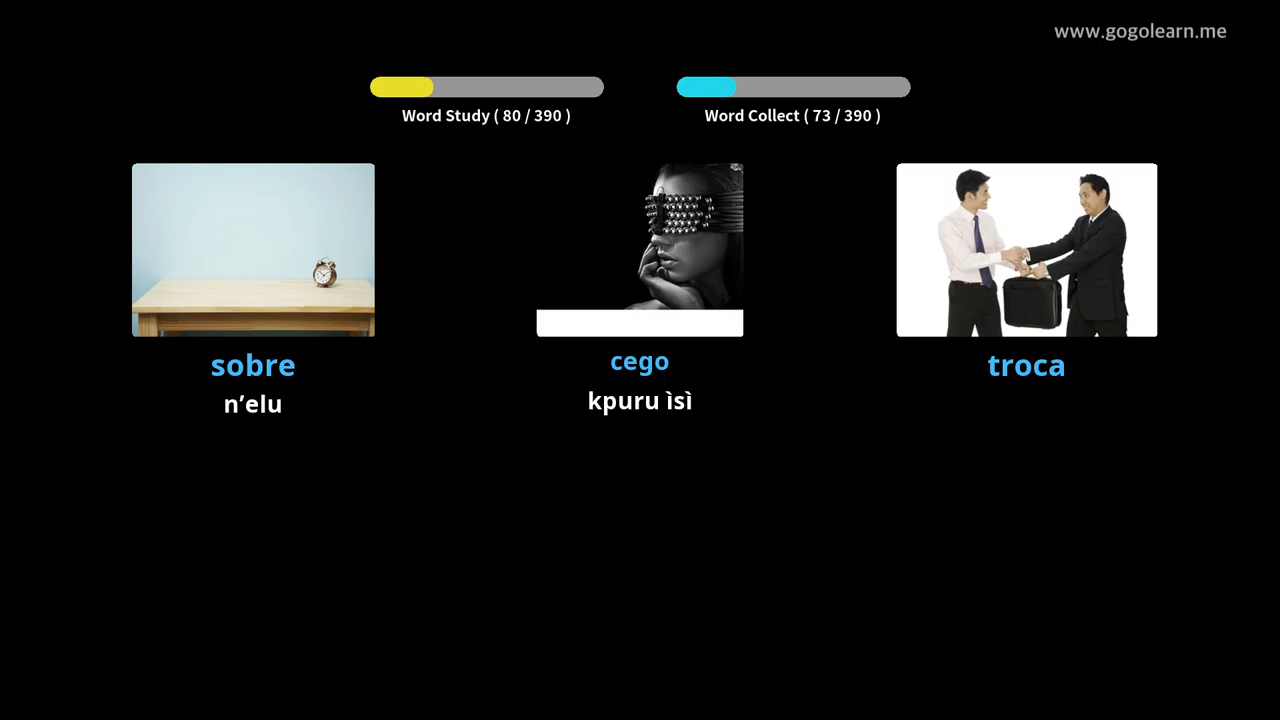 www.gogolearn.me
Word Study ( 80 / 390 )
Word Collect ( 73 / 390 )
sobre
n’elu
cego
kpuru ìsì
troca